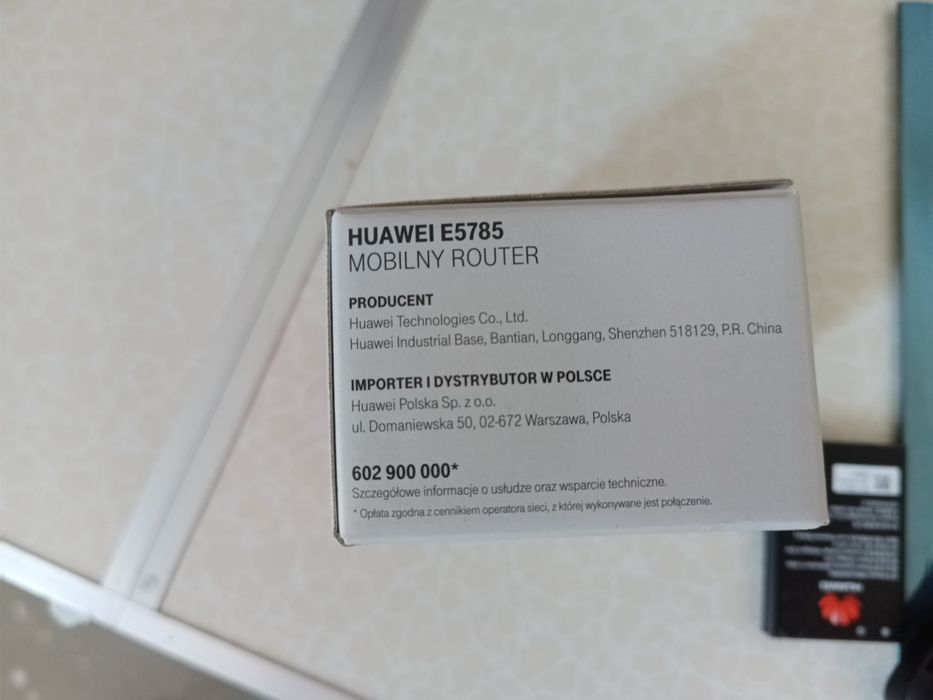 HUAWEI E5785
MOBILNY ROUTER
PRODUCENT
Huawei Technologies Co., Ltd.
Huawei Industrial Base, Bantian, Longgang, Shenzhen 518129, P.R. China
IMPORTER I DYSTRYBUTOR W POLSCE
Huawei Polska Sp. z o.o.
ul. Domaniewska 50, 02-672 Warszawa, Polska
602 900 000*
Szczegółowe informacje o usłudze oraz wsparcie techniczne.
* Opłata zgodna z cennikiem operatora sieci, z której wykonywane jest połączenie.
HUAWEI